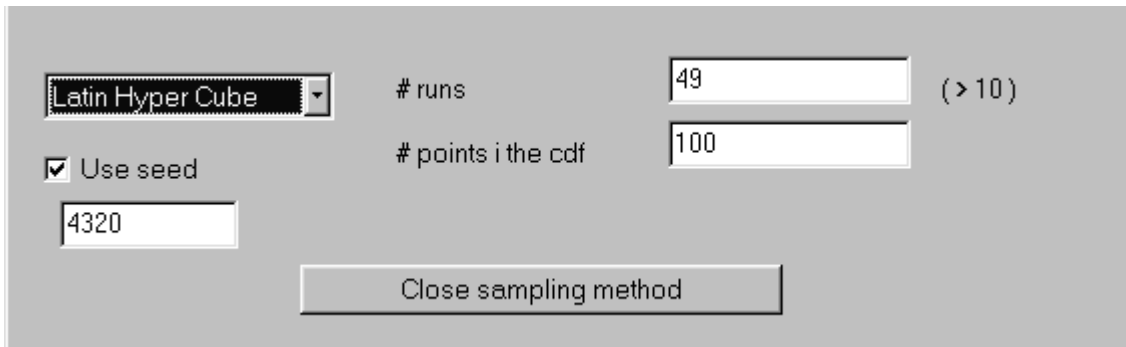 Latin Hyper Cube
# runs
49
( > 10 )
# points i the cdf
100
Use seed
4320
Close sampling method